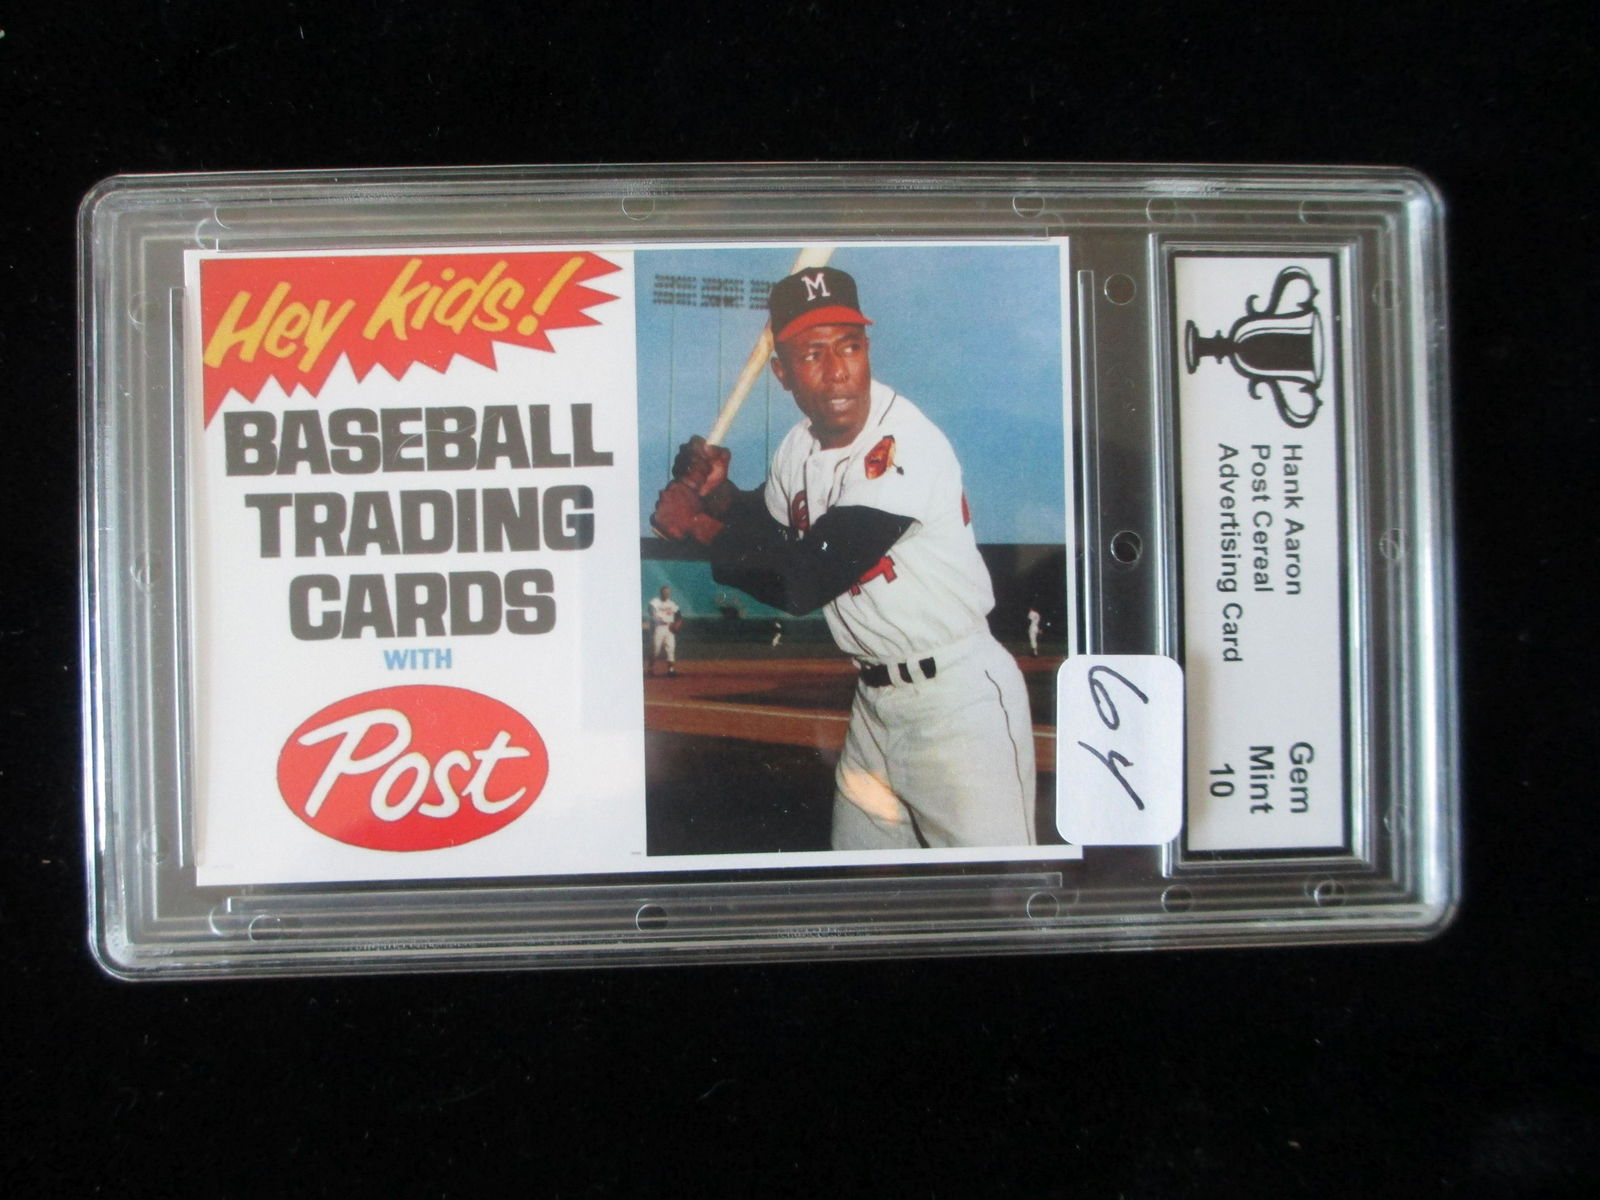 Hey kids!
BASEBALL
TRADING
CARDS
WITH
Post
M
64
Hank Aaron
Post Cereal
Advertising Card
Gem
Mint
10